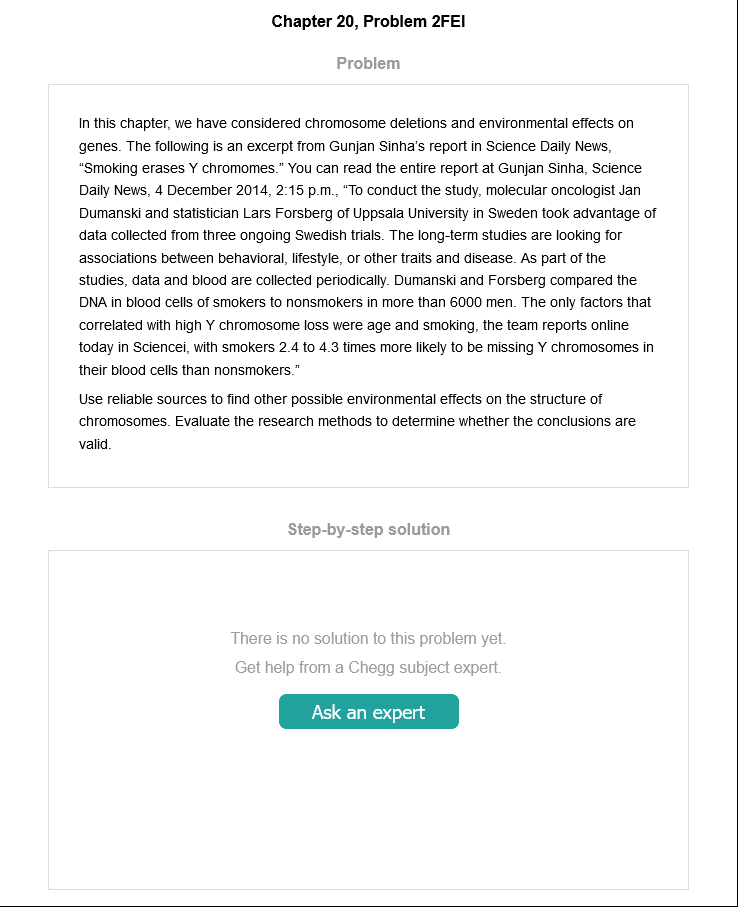 Chapter 20, Problem 2FEI
Problem
In this chapter, we have considered chromosome deletions and environmental effects on
genes. The following is an excerpt from Gunjan Sinha's report in Science Daily News,
“Smoking erases Y chromomes.” You can read the entire report at Gunjan Sinha, Science
Daily News, 4 December 2014, 2:15 p.m., “To conduct the study, molecular oncologist Jan
Dumanski and statistician Lars Forsberg of Uppsala University in Sweden took advantage of
data collected from three ongoing Swedish trials. The long-term studies are looking for
associations between behavioral, lifestyle, or other traits and disease. As part of the
studies, data and blood are collected periodically. Dumanski and Forsberg compared the
DNA in blood cells of smokers to nonsmokers in more than 6000 men. The only factors that
correlated with high Y chromosome loss were age and smoking, the team reports online
today in Sciencei, with smokers 2.4 to 4.3 times more likely to be missing Y chromosomes in
their blood cells than nonsmokers.”
Use reliable sources to find other possible environmental effects on the structure of
chromosomes. Evaluate the research methods to determine whether the conclusions are
valid.
Step-by-step solution
There is no solution to this problem yet.
Get help from a Chegg subject expert.
Ask an expert